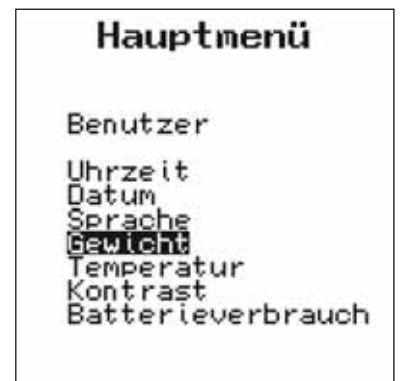 Hauptmenü
Benutzer
Uhrzeit
Datum
Sprache
Gewicht
Temperatur
Kontrast
Batterieverbrauch